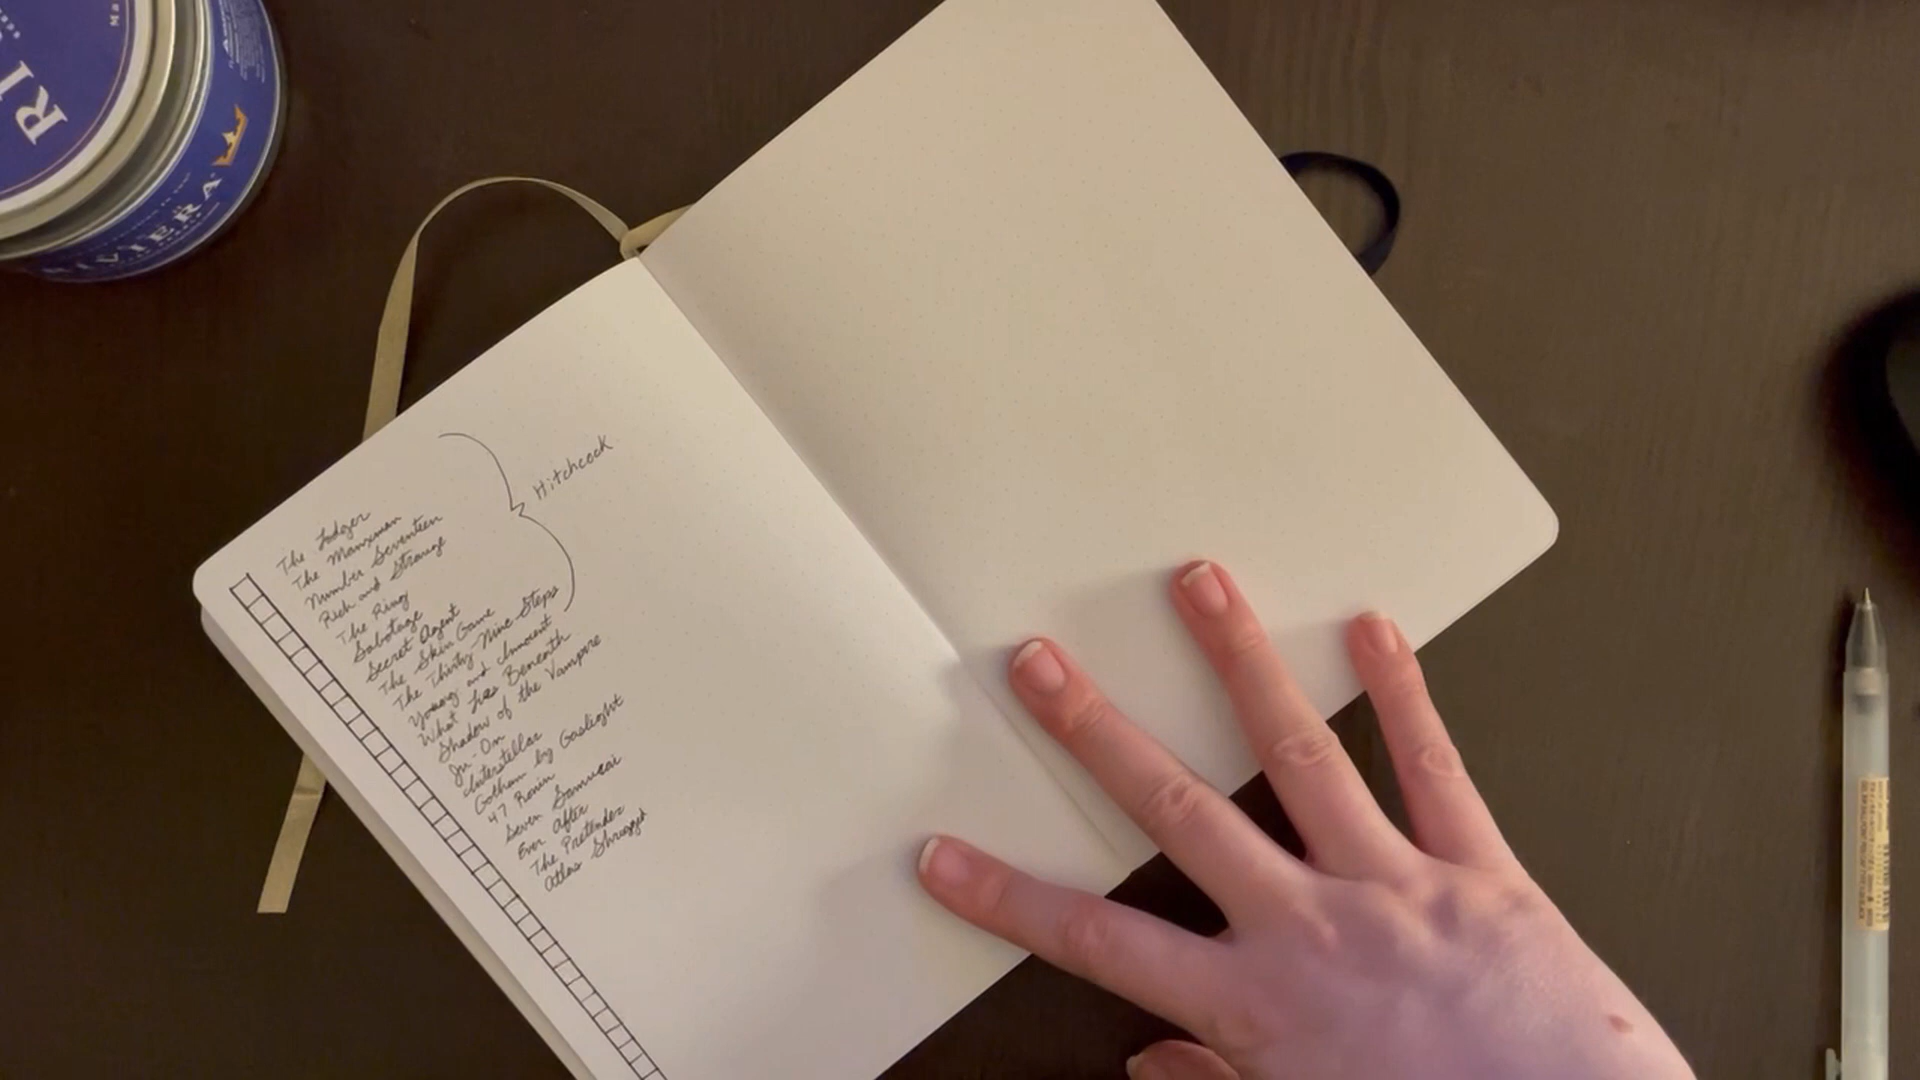 RI
RIVIERA
Hitchcock
The Lodger
The Manxman
Number Seventeen
Rich and Strange
The Ring
Sabotage
Secret Agent
The Skin Game
The Thirty Nine Steps
Young and Innocent
What Lies Beneath
Shadow of the Vampire
Ju-On
Interstellar
Gotham by Gaslight
47 Ronin
Seven Samurai
Ever After
The Pretender
Atlas Shrugged